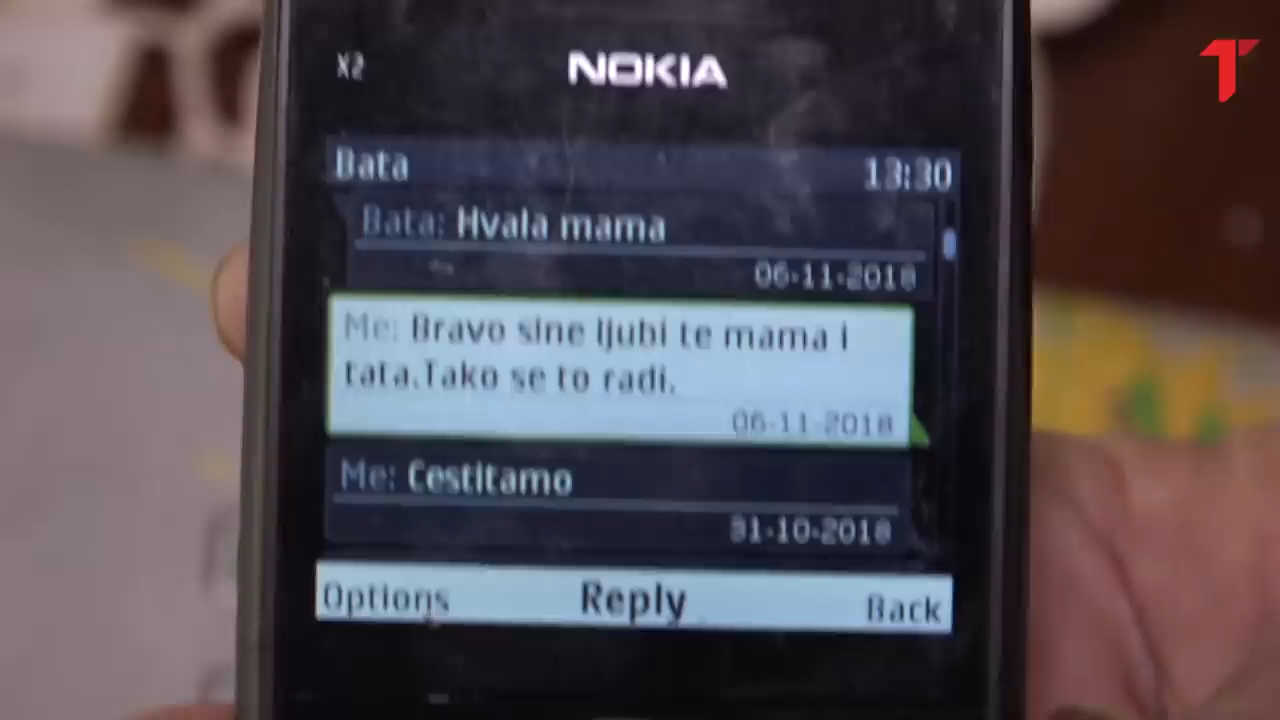 X2
NOKIA
Bata 13:30
Bata: Hvala mama
06-11-2018
Me: Bravo sine ljubi te mama i
tata.Tako se to radi.
06-11-2018
Me: Cestitamo
31-10-2018
Options Reply Back